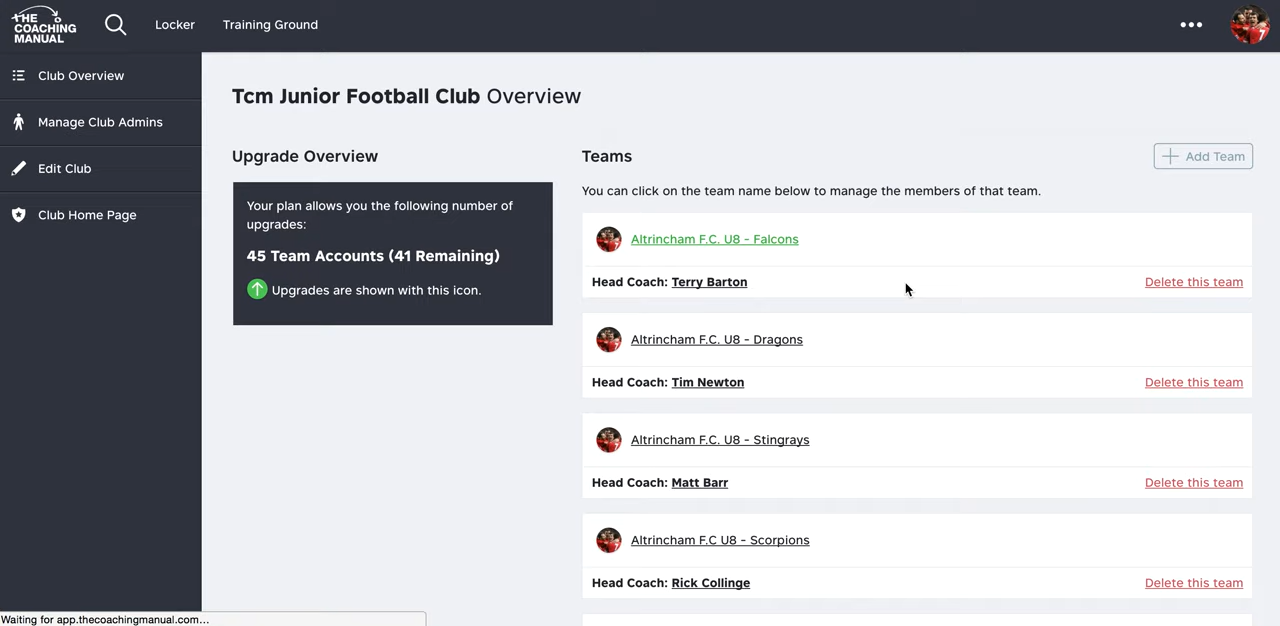 THE
COACHING
MANUAL
Locker
Training Ground
7
Club Overview
Manage Club Admins
Edit Club
Club Home Page
Tcm Junior Football Club Overview
Upgrade Overview
Your plan allows you the following number of
upgrades:
45 Team Accounts (41 Remaining)
Upgrades are shown with this icon.
Teams
Add Team
You can click on the team name below to manage the members of that team.
Altrincham F.C. U8 - Falcons
Head Coach: Terry Barton
Delete this team
Altrincham F.C. U8 - Dragons
Head Coach: Tim Newton
Delete this team
Altrincham F.C. U8 - Stingrays
Head Coach: Matt Barr
Delete this team
Altrincham F.C U8 - Scorpions
Head Coach: Rick Collinge
Delete this team
Waiting for app.thecoachingmanual.com...